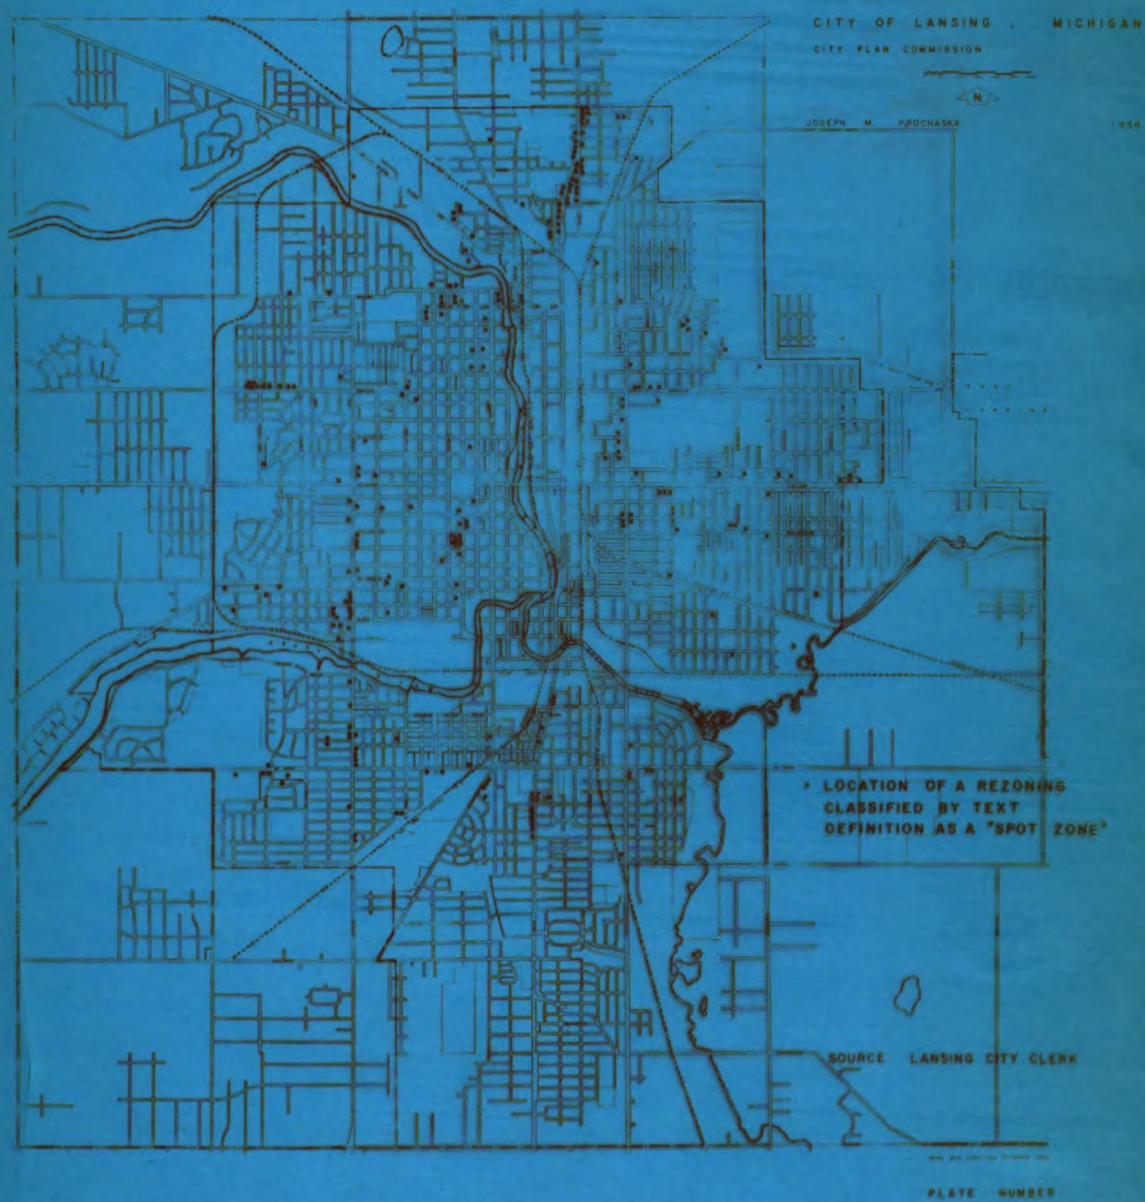 CITY OF LANSING , MICHIGAN
CITY PLAN COMMISSION
N
JOSEPH M. PROCHASKA
LOCATION OF A REZONING
CLASSIFIED BY TEXT
DEFINITION AS A "SPOT ZONE"
SOURCE LANSING CITY CLERK
PLATE NUMBER